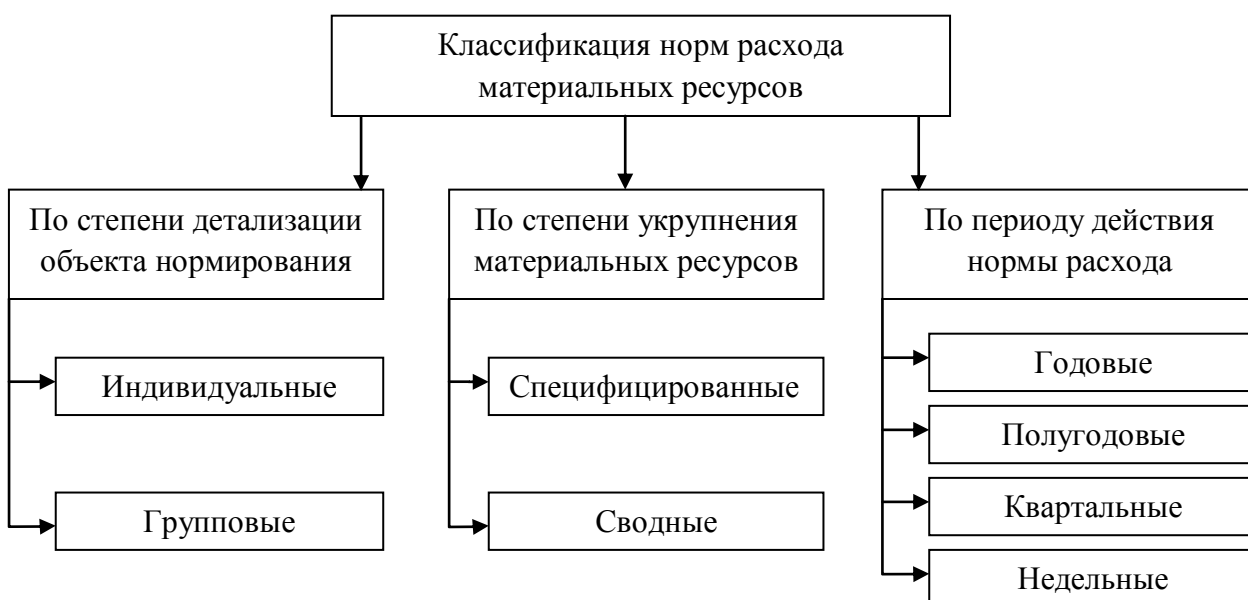 Классификация норм расхода
материальных ресурсов
По степени детализации
объекта нормирования
Индивидуальные
Групповые
По степени укрупнения
материальных ресурсов
Специфицированные
Сводные
По периоду действия
нормы расхода
Годовые
Полугодовые
Квартальные
Недельные